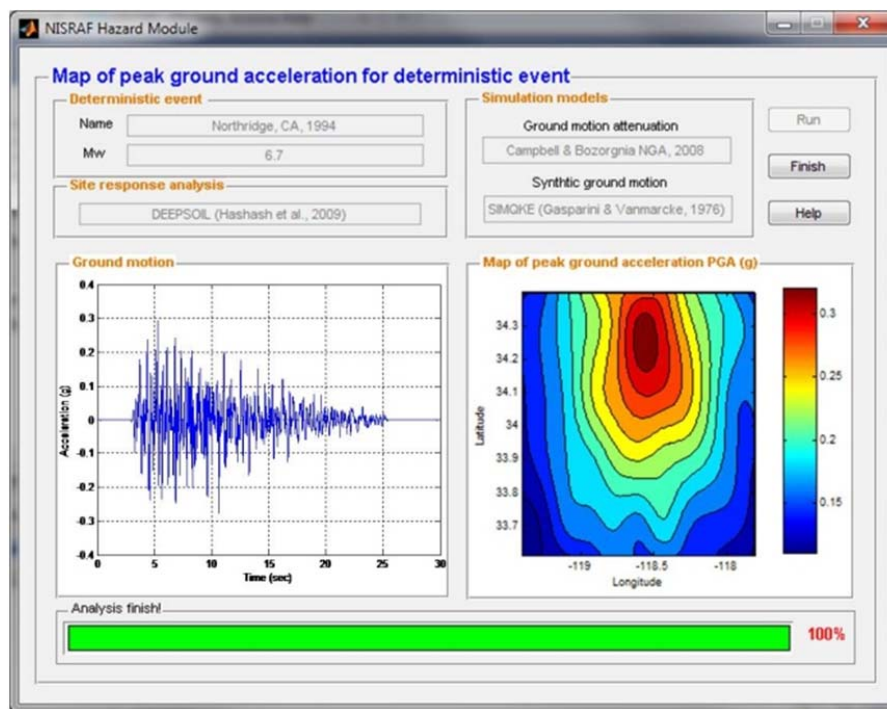 NISRAF Hazard Module
Map of peak ground acceleration for deterministic event
Deterministic event
Name
Northridge, CA, 1994
Mw
6.7
Site response analysis
DEEPSOIL (Hashash et al., 2009)
Simulation models
Ground motion attenuation
Campbell & Bozorgnia NGA, 2008
Synthtic ground motion
SIMQKE (Gasparini & Vanmarcke, 1976)
Run
Finish
Help
Ground motion
0.4
0.3
0.2
0.1
0
-0.1
-0.2
-0.3
-0.4
Acceleration (g)
0 5 10 15 20 25 30
Time (sec)
Map of peak ground acceleration PGA (g)
34.3
34.2
34.1
34
33.9
33.8
33.7
Latitude
-119 -118.5 -118
Longitude
0.3
0.25
0.2
0.15
Analysis finish!
100%